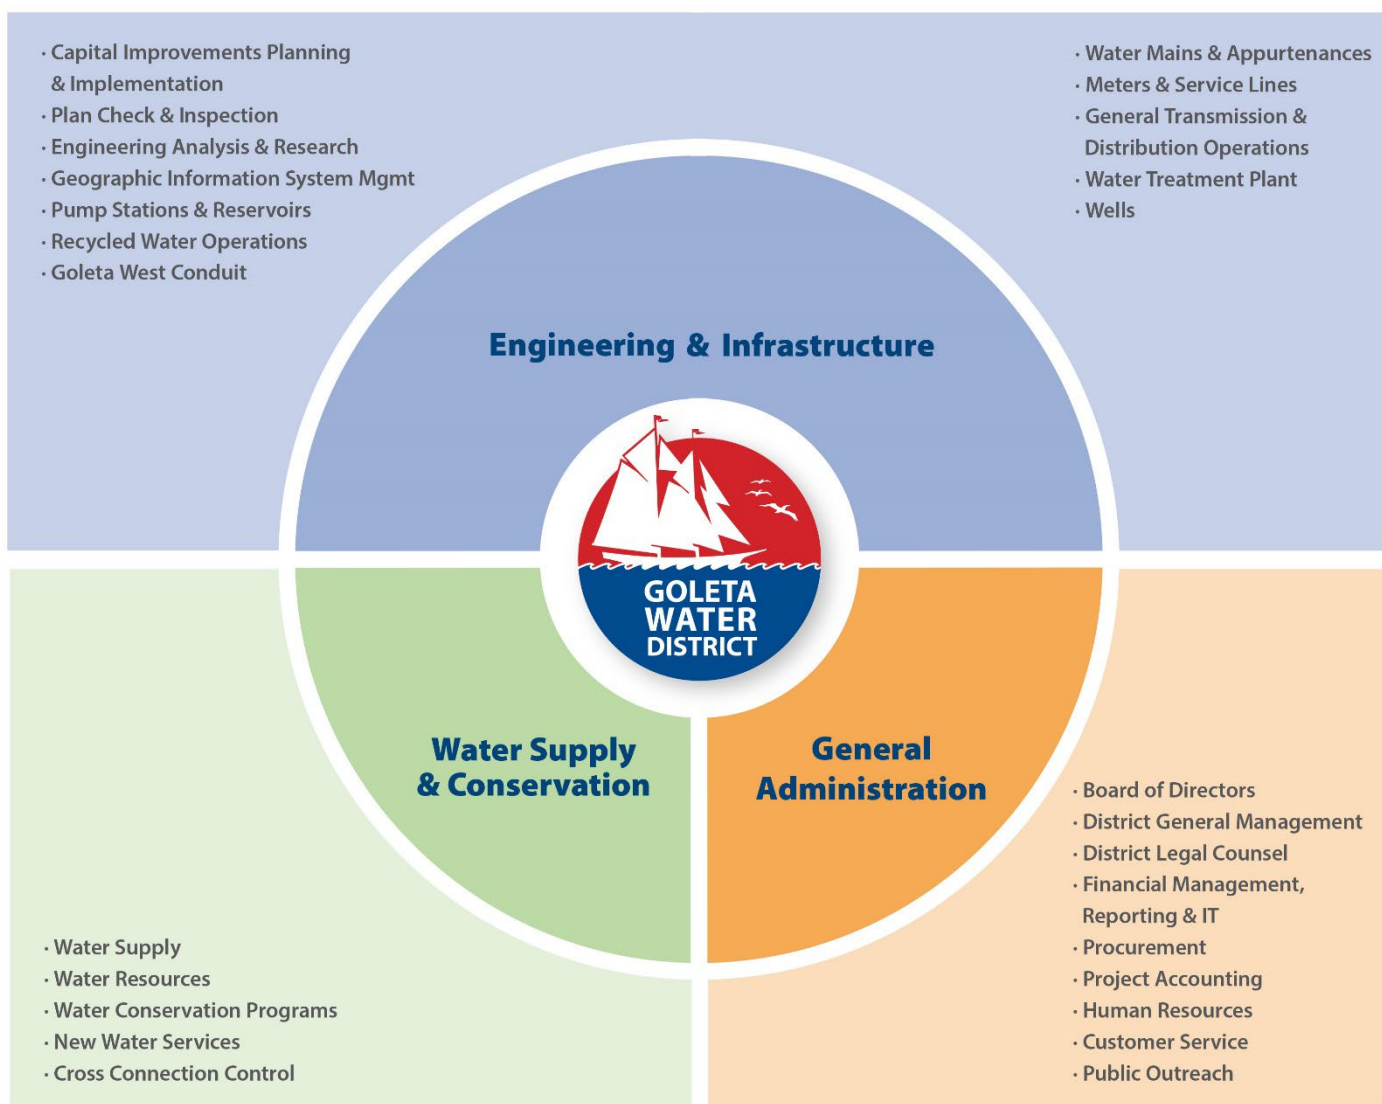 · Capital Improvements Planning
& Implementation
· Plan Check & Inspection
· Engineering Analysis & Research
· Geographic Information System Mgmt
· Pump Stations & Reservoirs
· Recycled Water Operations
· Goleta West Conduit
· Water Mains & Appurtenances
· Meters & Service Lines
· General Transmission &
Distribution Operations
· Water Treatment Plant
· Wells
Engineering & Infrastructure
GOLETA
WATER
DISTRICT
Water Supply
& Conservation
General
Administration
· Water Supply
· Water Resources
· Water Conservation Programs
· New Water Services
· Cross Connection Control
· Board of Directors
· District General Management
· District Legal Counsel
· Financial Management,
Reporting & IT
· Procurement
· Project Accounting
· Human Resources
· Customer Service
· Public Outreach